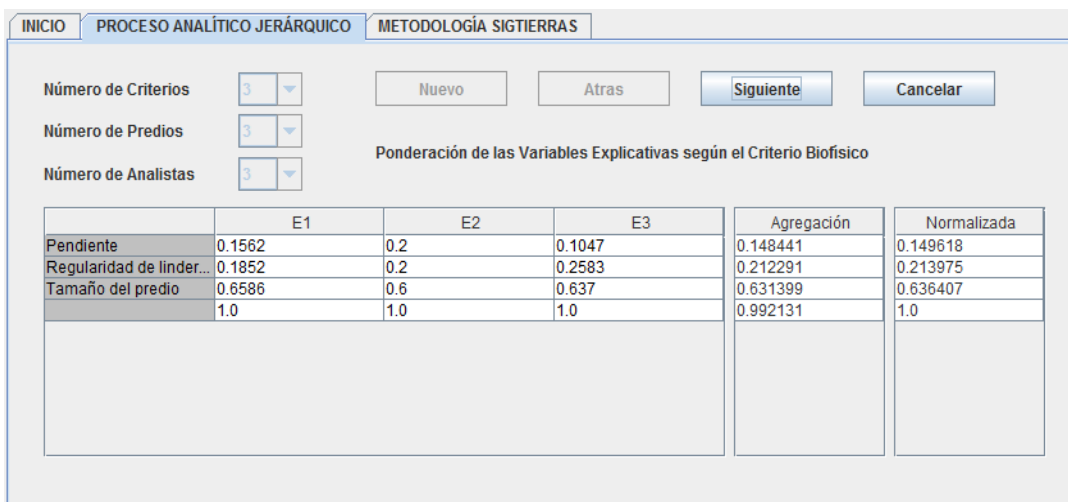 INICIO PROCESO ANALÍTICO JERÁRQUICO METODOLOGÍA SIGTIERRAS
Número de Criterios 3 Nuevo Atras Siguiente Cancelar
Número de Predios 3
Ponderación de las Variables Explicativas según el Criterio Biofisico
Número de Analistas 3
E1 E2 E3 Agregación Normalizada
Pendiente 0.1562 0.2 0.1047 0.148441 0.149618
Regularidad de linder... 0.1852 0.2 0.2583 0.212291 0.213975
Tamaño del predio 0.6586 0.6 0.637 0.631399 0.636407
1.0 1.0 1.0 0.992131 1.0